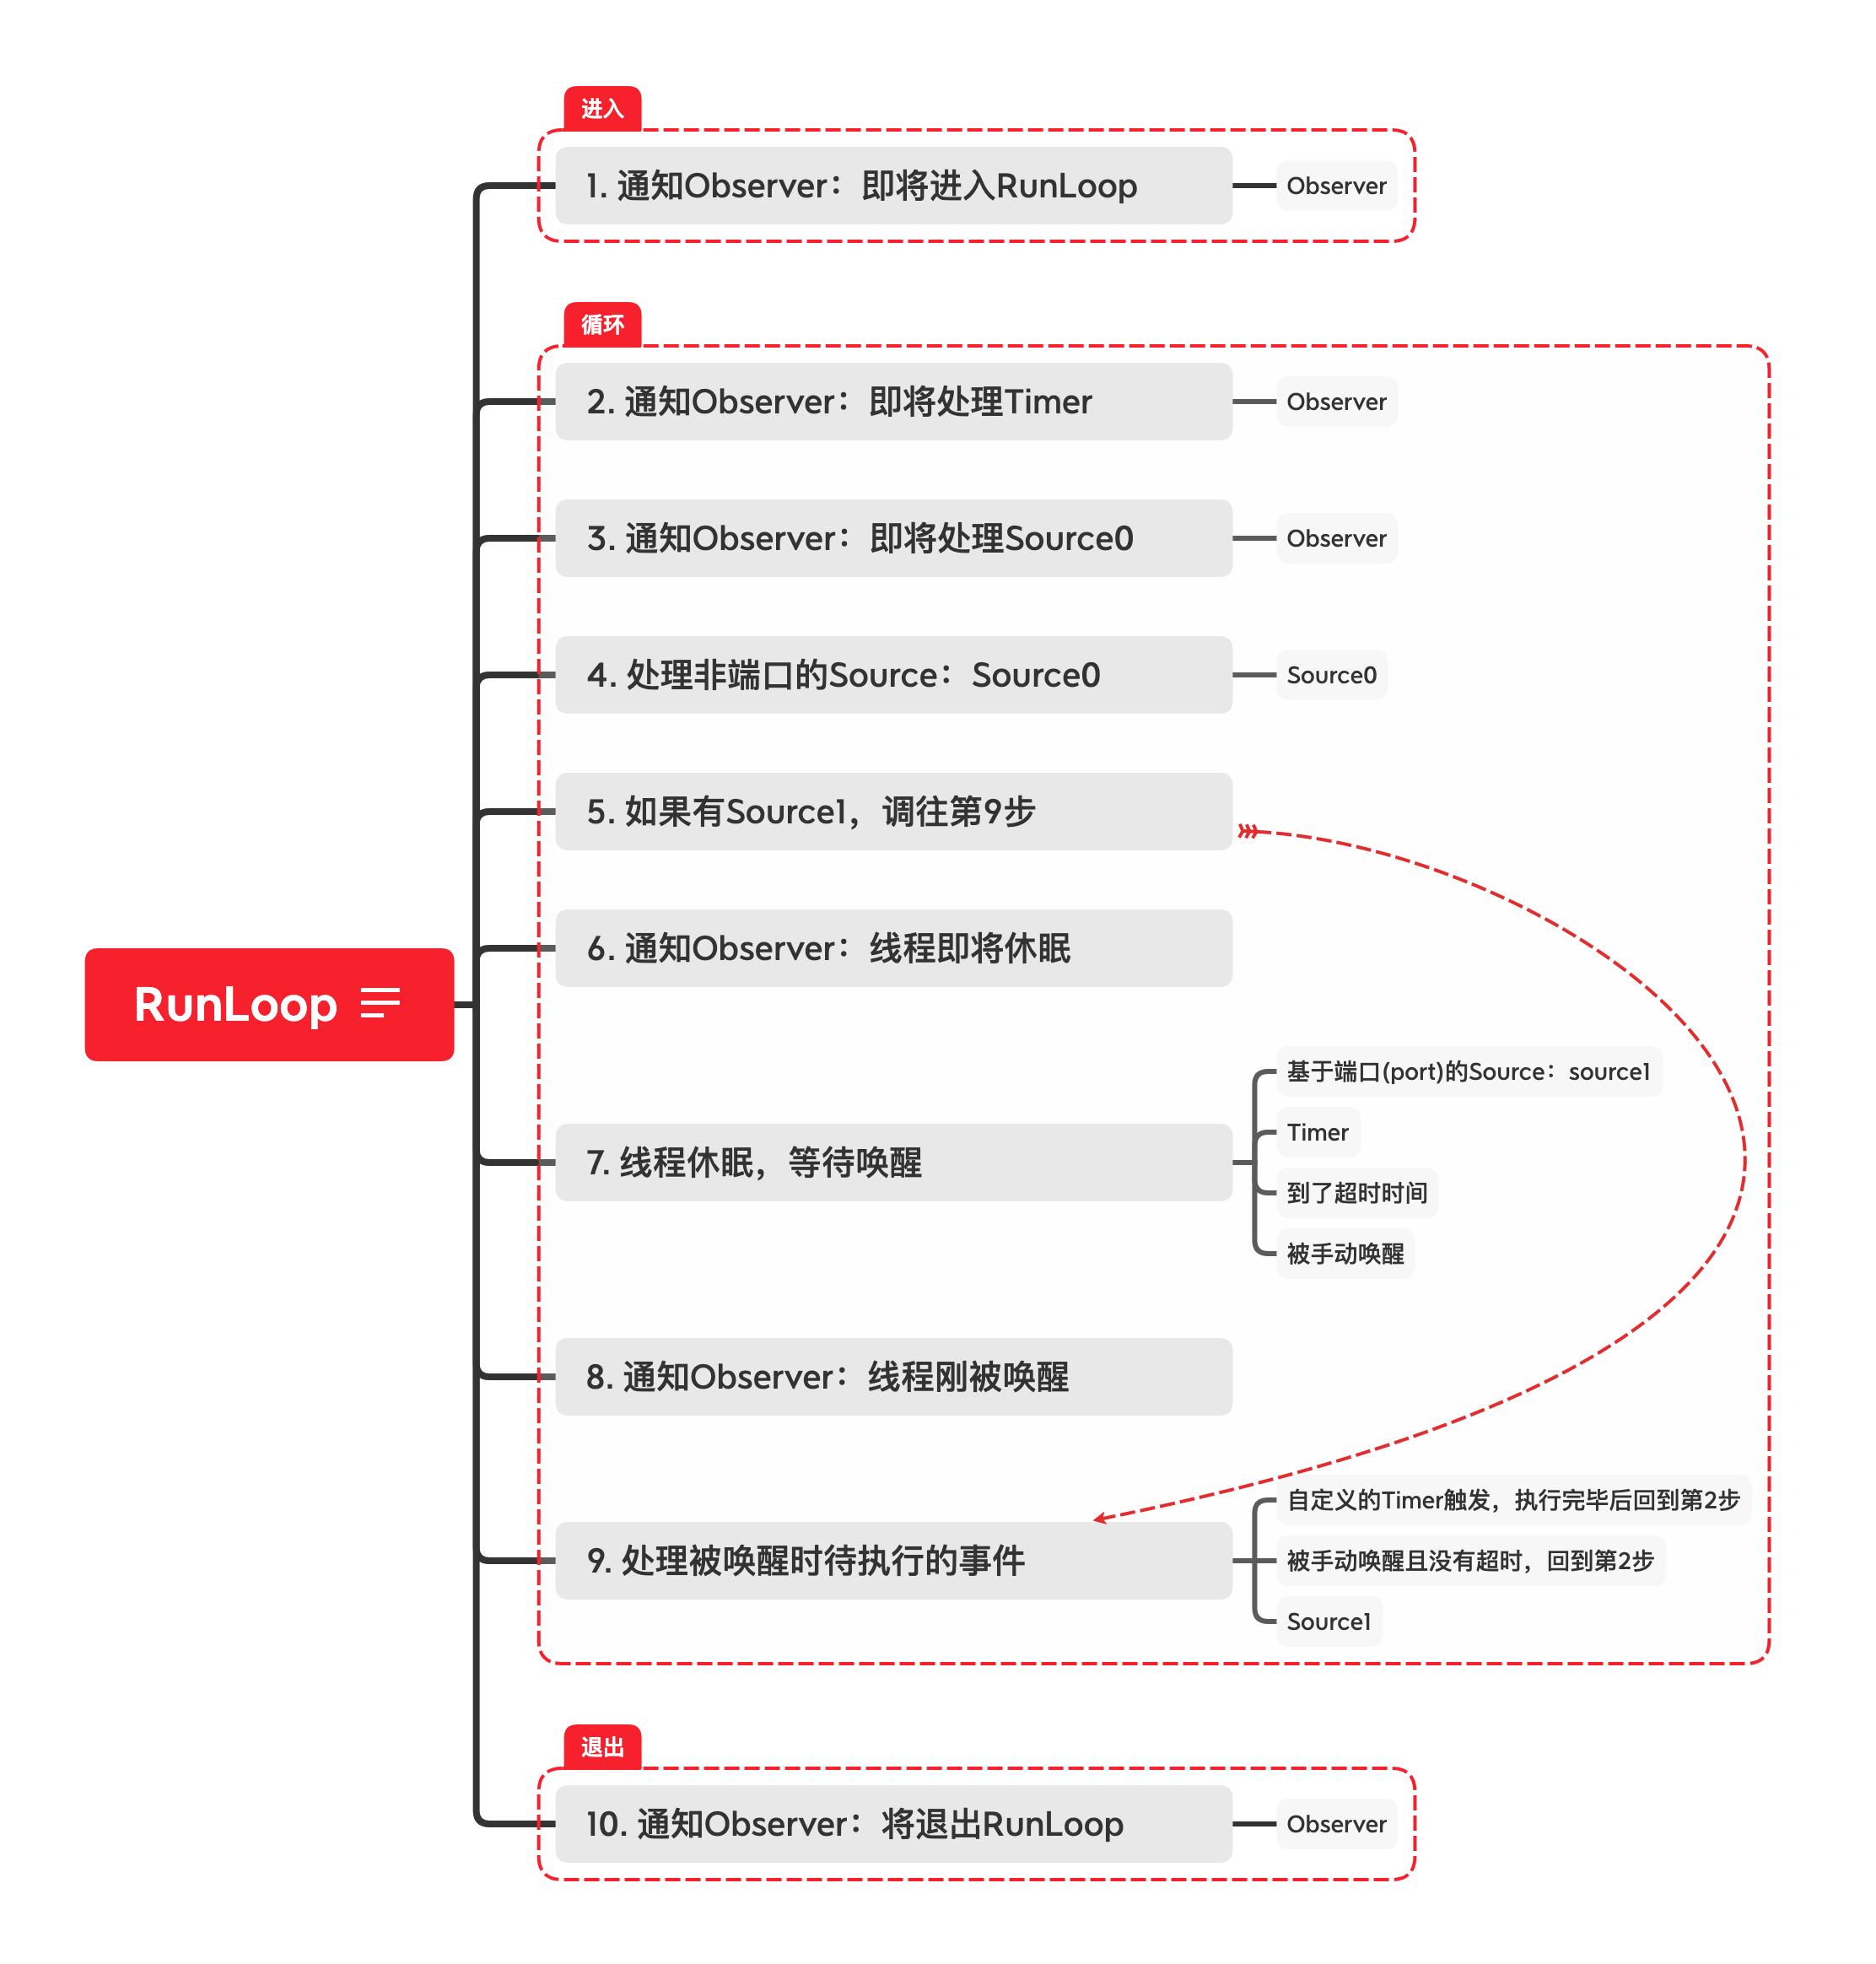 进入
1. 通知Observer：即将进入RunLoop
Observer
循环
2. 通知Observer：即将处理Timer
Observer
3. 通知Observer：即将处理Source0
Observer
4. 处理非端口的Source：Source0
Source0
5. 如果有Source1，调往第9步
6. 通知Observer：线程即将休眠
RunLoop
7. 线程休眠，等待唤醒
基于端口(port)的Source：source1
Timer
到了超时时间
被手动唤醒
8. 通知Observer：线程刚被唤醒
9. 处理被唤醒时待执行的事件
自定义的Timer触发，执行完毕后回到第2步
被手动唤醒且没有超时，回到第2步
Source1
退出
10. 通知Observer：将退出RunLoop
Observer